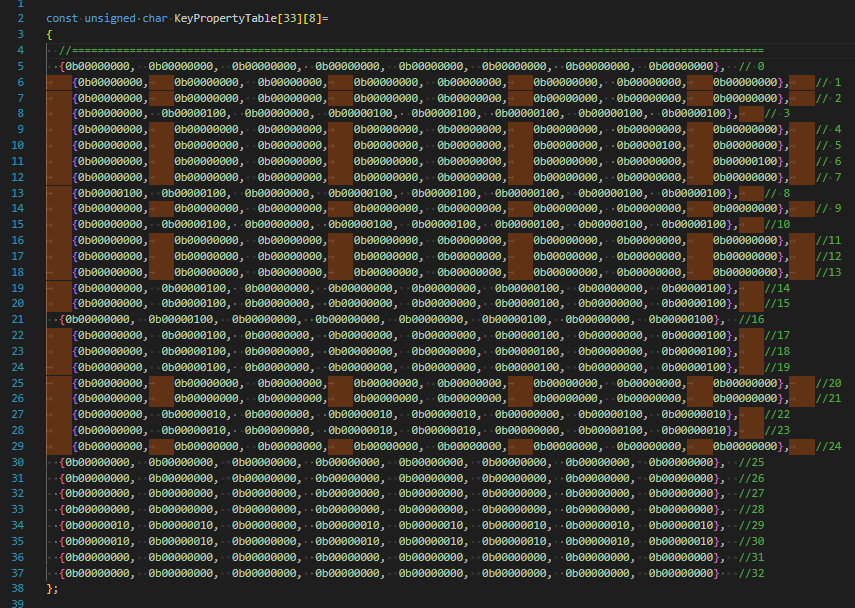 1
2 const unsigned char KeyPropertyTable[33][8]=
3 {
4 //============================================================================================================
5 {0b00000000, 0b00000000, 0b00000000, 0b00000000, 0b00000000, 0b00000000, 0b00000000, 0b00000000}, // 0
6 {0b00000000, 0b00000000, 0b00000000, 0b00000000, 0b00000000, 0b00000000, 0b00000000, 0b00000000}, // 1
7 {0b00000000, 0b00000000, 0b00000000, 0b00000000, 0b00000000, 0b00000000, 0b00000000, 0b00000000}, // 2
8 {0b00000000, 0b00000100, 0b00000000, 0b00000100, 0b00000100, 0b00000100, 0b00000100, 0b00000100}, // 3
9 {0b00000000, 0b00000000, 0b00000000, 0b00000000, 0b00000000, 0b00000000, 0b00000000, 0b00000000}, // 4
10 {0b00000000, 0b00000000, 0b00000000, 0b00000000, 0b00000000, 0b00000000, 0b00000100, 0b00000000}, // 5
11 {0b00000000, 0b00000000, 0b00000000, 0b00000000, 0b00000000, 0b00000000, 0b00000000, 0b00000100}, // 6
12 {0b00000000, 0b00000000, 0b00000000, 0b00000000, 0b00000000, 0b00000000, 0b00000000, 0b00000000}, // 7
13 {0b00000100, 0b00000100, 0b00000000, 0b00000100, 0b00000100, 0b00000100, 0b00000100, 0b00000100}, // 8
14 {0b00000000, 0b00000000, 0b00000000, 0b00000000, 0b00000000, 0b00000000, 0b00000000, 0b00000000}, // 9
15 {0b00000000, 0b00000100, 0b00000000, 0b00000100, 0b00000100, 0b00000100, 0b00000100, 0b00000100}, //10
16 {0b00000000, 0b00000000, 0b00000000, 0b00000000, 0b00000000, 0b00000000, 0b00000000, 0b00000000}, //11
17 {0b00000000, 0b00000000, 0b00000000, 0b00000000, 0b00000000, 0b00000000, 0b00000000, 0b00000000}, //12
18 {0b00000000, 0b00000000, 0b00000000, 0b00000000, 0b00000000, 0b00000000, 0b00000000, 0b00000000}, //13
19 {0b00000000, 0b00000100, 0b00000000, 0b00000000, 0b00000000, 0b00000100, 0b00000000, 0b00000100}, //14
20 {0b00000000, 0b00000100, 0b00000000, 0b00000000, 0b00000000, 0b00000100, 0b00000000, 0b00000100}, //15
21 {0b00000000, 0b00000100, 0b00000000, 0b00000000, 0b00000000, 0b00000000, 0b00000000, 0b00000100}, //16
22 {0b00000000, 0b00000100, 0b00000000, 0b00000000, 0b00000000, 0b00000100, 0b00000000, 0b00000100}, //17
23 {0b00000000, 0b00000100, 0b00000000, 0b00000000, 0b00000000, 0b00000100, 0b00000000, 0b00000100}, //18
24 {0b00000000, 0b00000100, 0b00000000, 0b00000000, 0b00000000, 0b00000100, 0b00000000, 0b00000100}, //19
25 {0b00000000, 0b00000000, 0b00000000, 0b00000000, 0b00000000, 0b00000000, 0b00000000, 0b00000000}, //20
26 {0b00000000, 0b00000000, 0b00000000, 0b00000000, 0b00000000, 0b00000000, 0b00000000, 0b00000000}, //21
27 {0b00000000, 0b00000010, 0b00000000, 0b00000010, 0b00000010, 0b00000000, 0b00000100, 0b00000010}, //22
28 {0b00000000, 0b00000010, 0b00000000, 0b00000010, 0b00000010, 0b00000000, 0b00000100, 0b00000010}, //23
29 {0b00000000, 0b00000000, 0b00000000, 0b00000000, 0b00000000, 0b00000000, 0b00000000, 0b00000000}, //24
30 {0b00000000, 0b00000000, 0b00000000, 0b00000000, 0b00000000, 0b00000000, 0b00000000, 0b00000000}, //25
31 {0b00000000, 0b00000000, 0b00000000, 0b00000000, 0b00000000, 0b00000000, 0b00000000, 0b00000000}, //26
32 {0b00000000, 0b00000000, 0b00000000, 0b00000000, 0b00000000, 0b00000000, 0b00000000, 0b00000000}, //27
33 {0b00000000, 0b00000000, 0b00000000, 0b00000000, 0b00000000, 0b00000000, 0b00000000, 0b00000000}, //28
34 {0b00000010, 0b00000010, 0b00000000, 0b00000010, 0b00000010, 0b00000010, 0b00000010, 0b00000010}, //29
35 {0b00000010, 0b00000010, 0b00000000, 0b00000010, 0b00000010, 0b00000010, 0b00000010, 0b00000010}, //30
36 {0b00000000, 0b00000000, 0b00000000, 0b00000000, 0b00000000, 0b00000000, 0b00000000, 0b00000000}, //31
37 {0b00000000, 0b00000000, 0b00000000, 0b00000000, 0b00000000, 0b00000000, 0b00000000, 0b00000000} //32
38 };
39